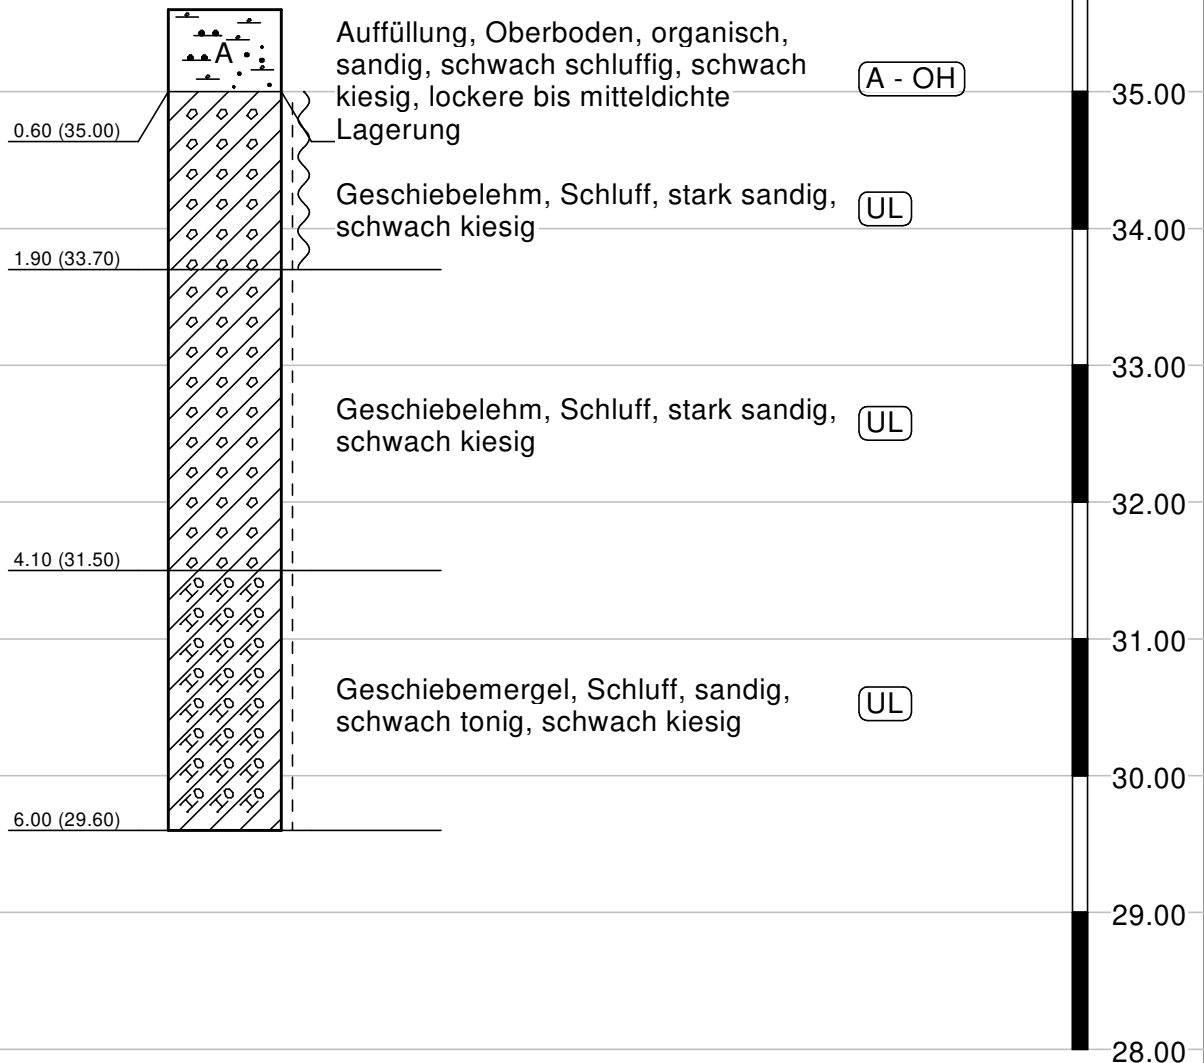 Auffüllung, Oberboden, organisch,
sandig, schwach schluffig, schwach
kiesig, lockere bis mitteldichte
Lagerung
A
A - OH
35.00
0.60 (35.00)
Geschiebelehm, Schluff, stark sandig,
schwach kiesig
UL
34.00
1.90 (33.70)
33.00
Geschiebelehm, Schluff, stark sandig,
schwach kiesig
UL
32.00
4.10 (31.50)
31.00
Geschiebemergel, Schluff, sandig,
schwach tonig, schwach kiesig
UL
30.00
6.00 (29.60)
29.00
28.00